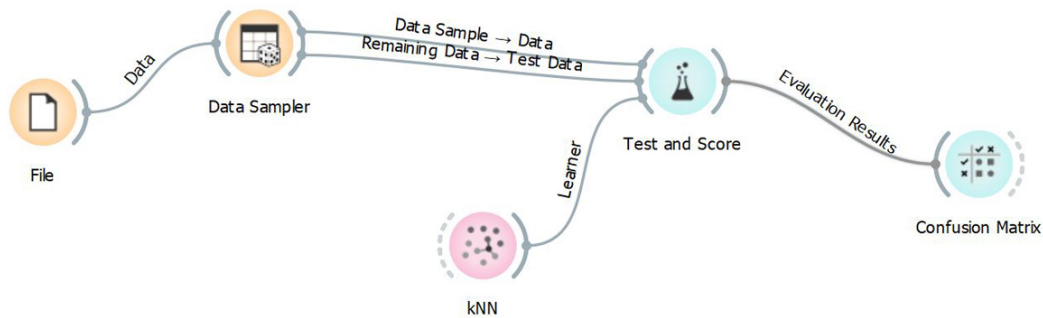 Data Sample → Data
Remaining Data → Test Data
Data
Data Sampler
File
Evaluation Results
Test and Score
Learner
Confusion Matrix
kNN